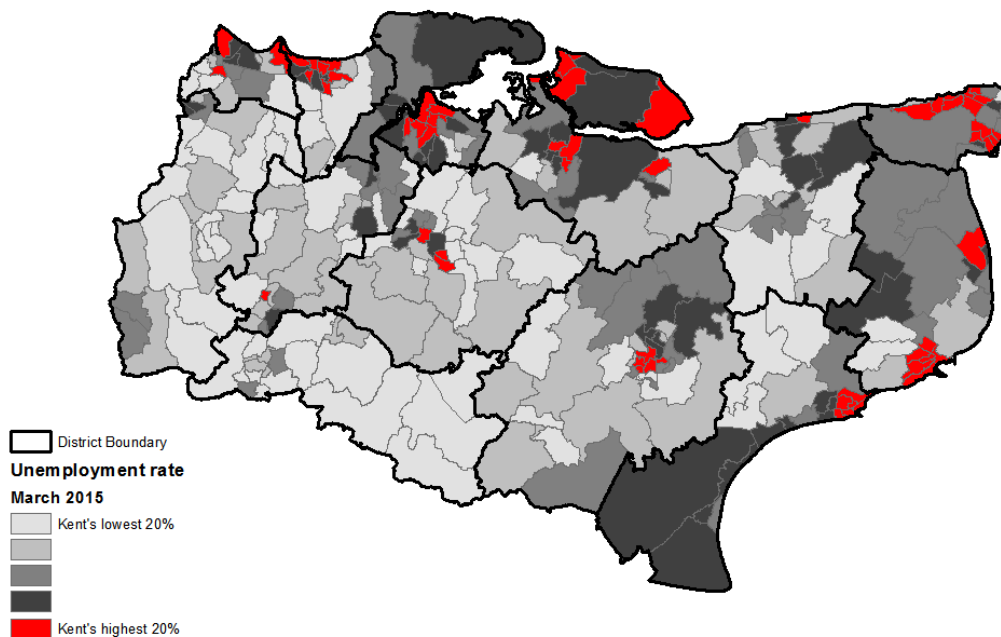 District Boundary
Unemployment rate
March 2015
Kent's lowest 20%
Kent's highest 20%